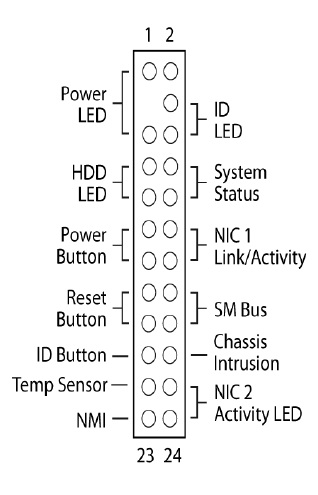 1 2
Power
LED
ID
LED
HDD
LED
System
Status
Power
Button
NIC 1
Link/Activity
Reset
Button
SM Bus
ID Button
Chassis
Intrusion
Temp Sensor
NIC 2
Activity LED
NMI
23 24